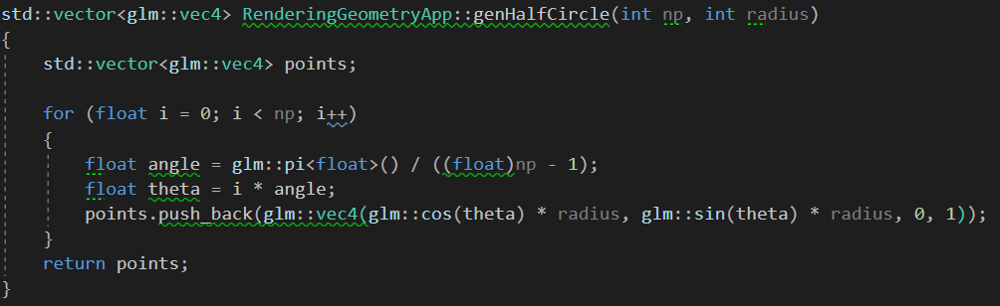 std::vector<glm::vec4> RenderingGeometryApp::genHalfCircle(int np, int radius)
{
    std::vector<glm::vec4> points;

    for (float i = 0; i < np; i++)
    {
        float angle = glm::pi<float>() / ((float)np - 1);
        float theta = i * angle;
        points.push_back(glm::vec4(glm::cos(theta) * radius, glm::sin(theta) * radius, 0, 1));
    }
    return points;
}